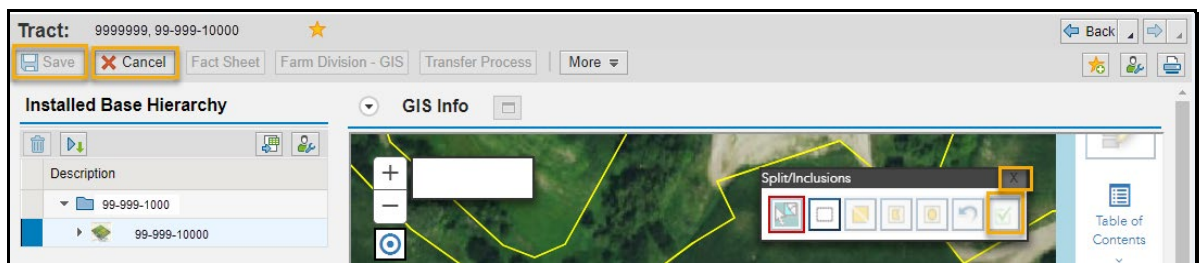 Tract: 9999999, 99-999-10000 Back
Save Cancel Fact Sheet Farm Division - GIS Transfer Process More
Installed Base Hierarchy GIS Info
Description
99-999-1000
99-999-10000
+
−
Split/Inclusions X
Table of
Contents